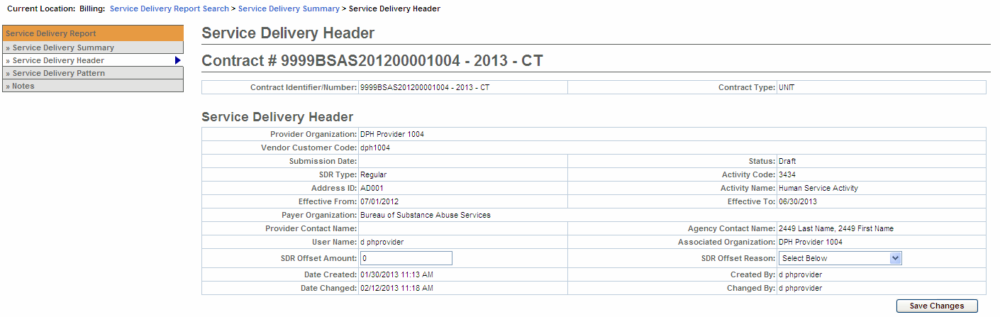 Current Location: Billing: Service Delivery Report Search > Service Delivery Summary > Service Delivery Header
Service Delivery Report
» Service Delivery Summary
» Service Delivery Header
» Service Delivery Pattern
» Notes
Service Delivery Header
Contract # 9999BSAS201200001004 - 2013 - CT
Contract Identifier/Number: 9999BSAS201200001004 - 2013 - CT Contract Type: UNIT
Service Delivery Header
Provider Organization: DPH Provider 1004
Vendor Customer Code: dph1004
Submission Date: Status: Draft
SDR Type: Regular Activity Code: 3434
Address ID: AD001 Activity Name: Human Service Activity
Effective From: 07/01/2012 Effective To: 06/30/2013
Payer Organization: Bureau of Substance Abuse Services
Provider Contact Name: Agency Contact Name: 2449 Last Name, 2449 First Name
User Name: d phprovider Associated Organization: DPH Provider 1004
SDR Offset Amount: 0 SDR Offset Reason: Select Below
Date Created: 01/30/2013 11:13 AM Created By: d phprovider
Date Changed: 02/12/2013 11:18 AM Changed By: d phprovider
Save Changes